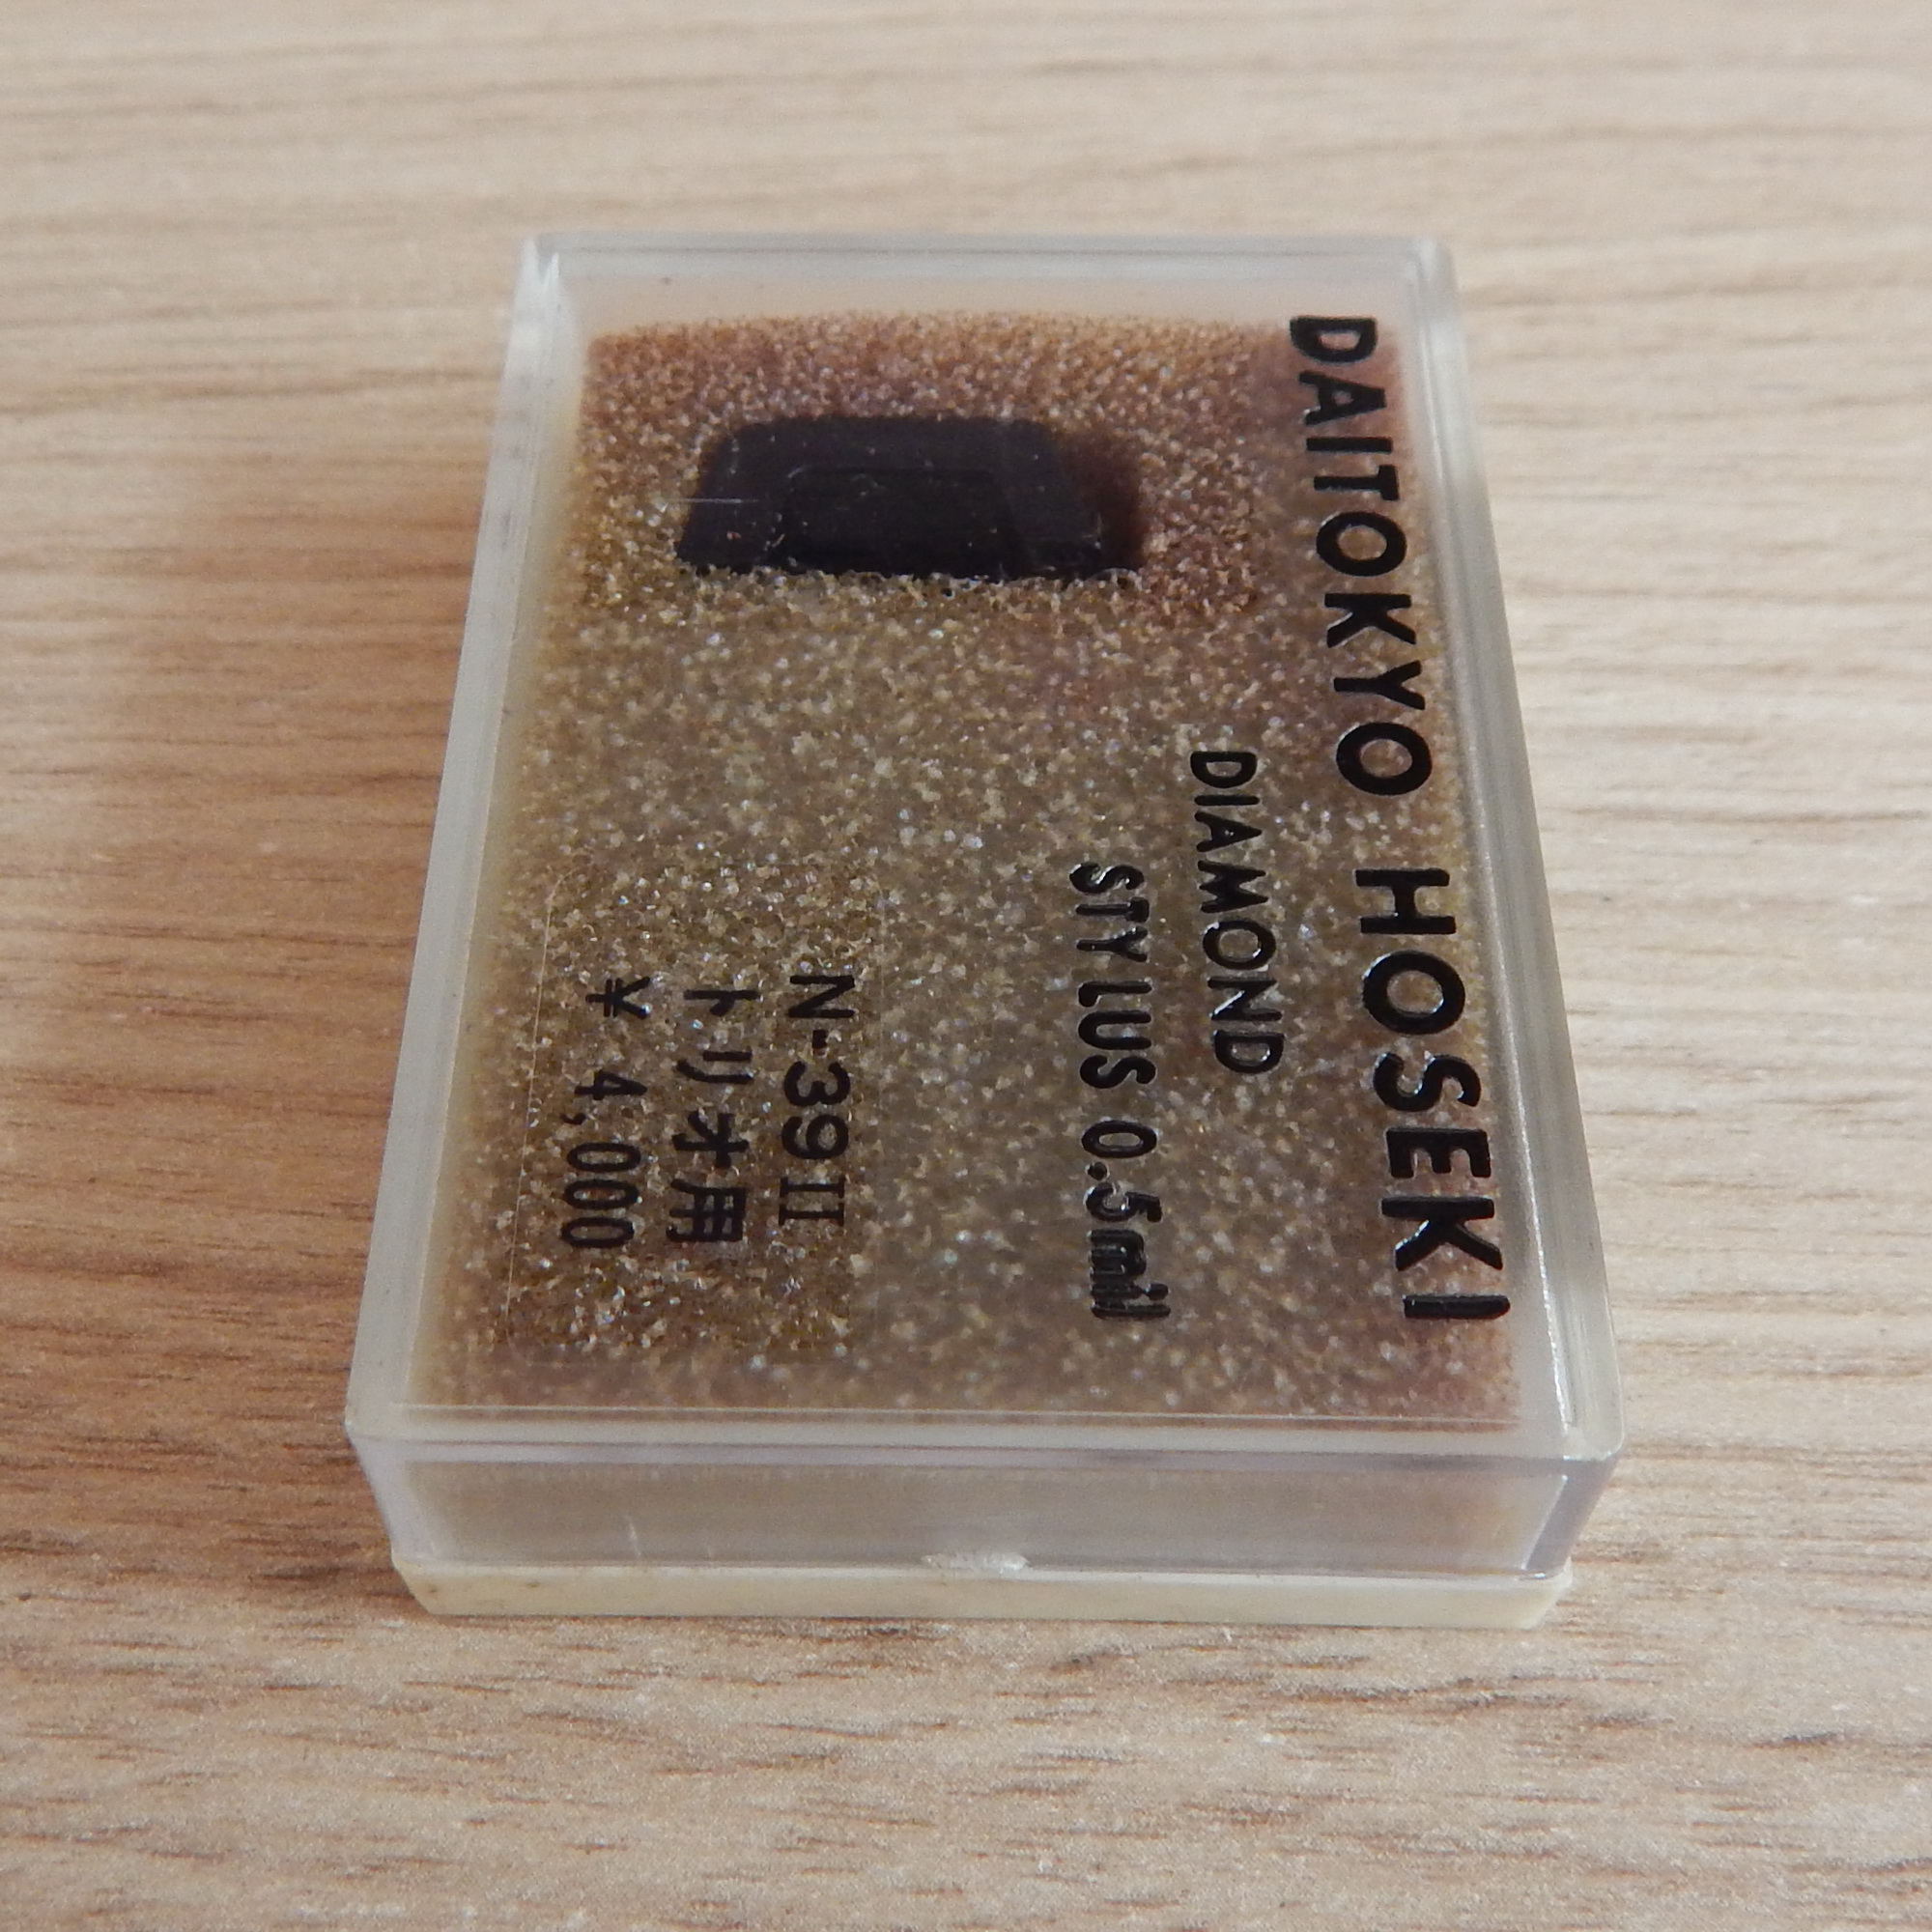 DAITOKYO HOSEKI
DIAMOND
STYLUS 0.5mil
N-39II
トリオ用
¥ 4,000